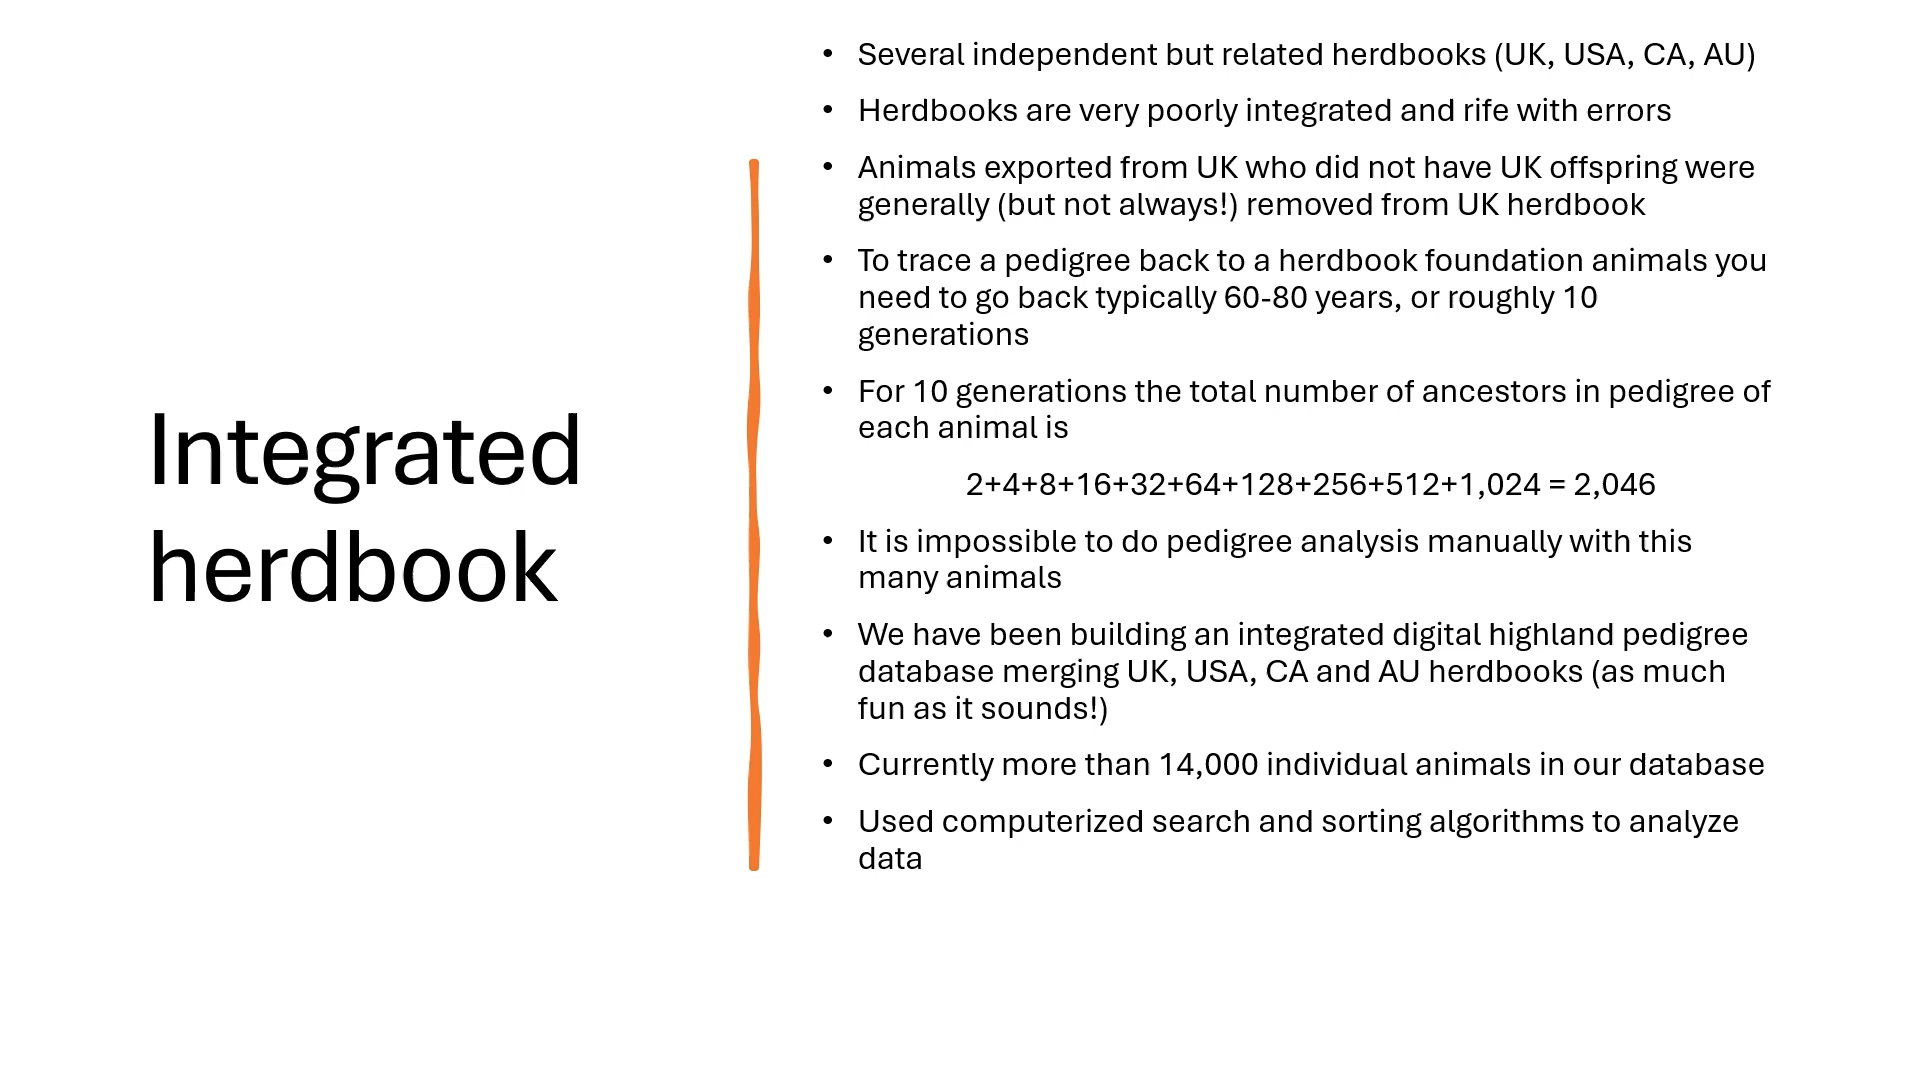 Integrated
herdbook
• Several independent but related herdbooks (UK, USA, CA, AU)
• Herdbooks are very poorly integrated and rife with errors
• Animals exported from UK who did not have UK offspring were
generally (but not always!) removed from UK herdbook
• To trace a pedigree back to a herdbook foundation animals you
need to go back typically 60-80 years, or roughly 10
generations
• For 10 generations the total number of ancestors in pedigree of
each animal is
2+4+8+16+32+64+128+256+512+1,024 = 2,046
• It is impossible to do pedigree analysis manually with this
many animals
• We have been building an integrated digital highland pedigree
database merging UK, USA, CA and AU herdbooks (as much
fun as it sounds!)
• Currently more than 14,000 individual animals in our database
• Used computerized search and sorting algorithms to analyze
data